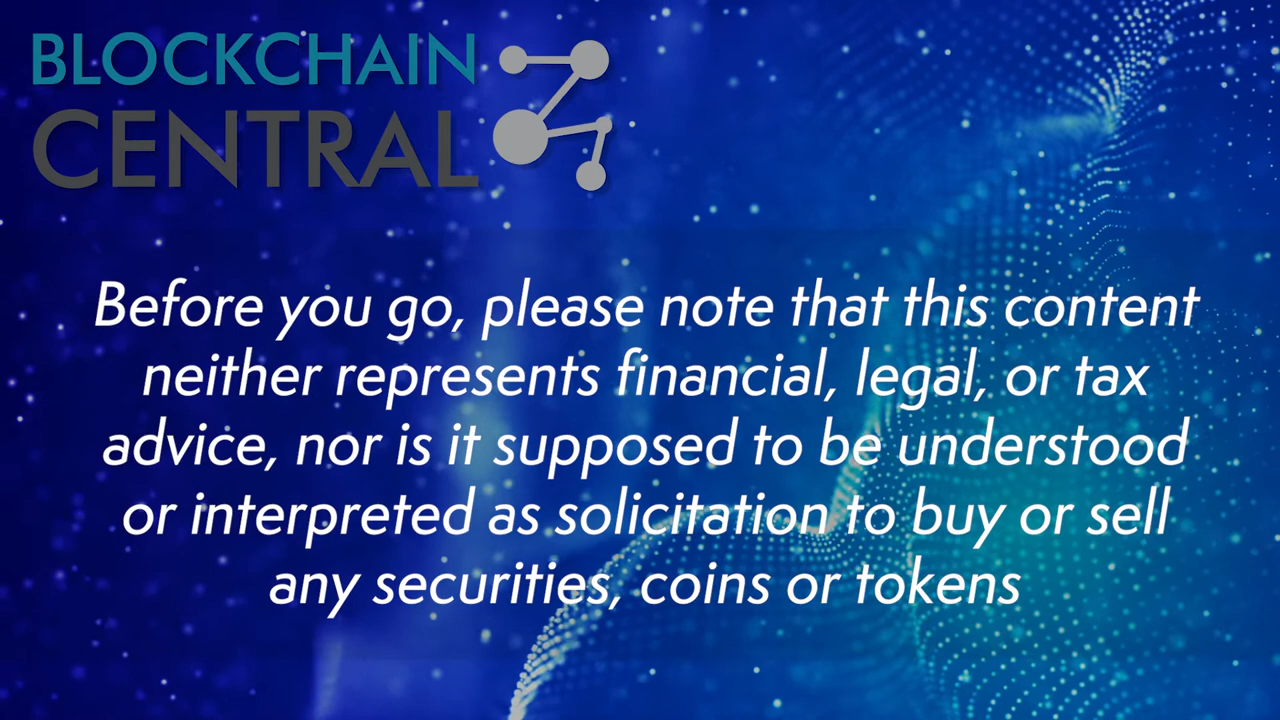 BLOCKCHAIN
CENTRAL
Before you go, please note that this content
neither represents financial, legal, or tax
advice, nor is it supposed to be understood
or interpreted as solicitation to buy or sell
any securities, coins or tokens